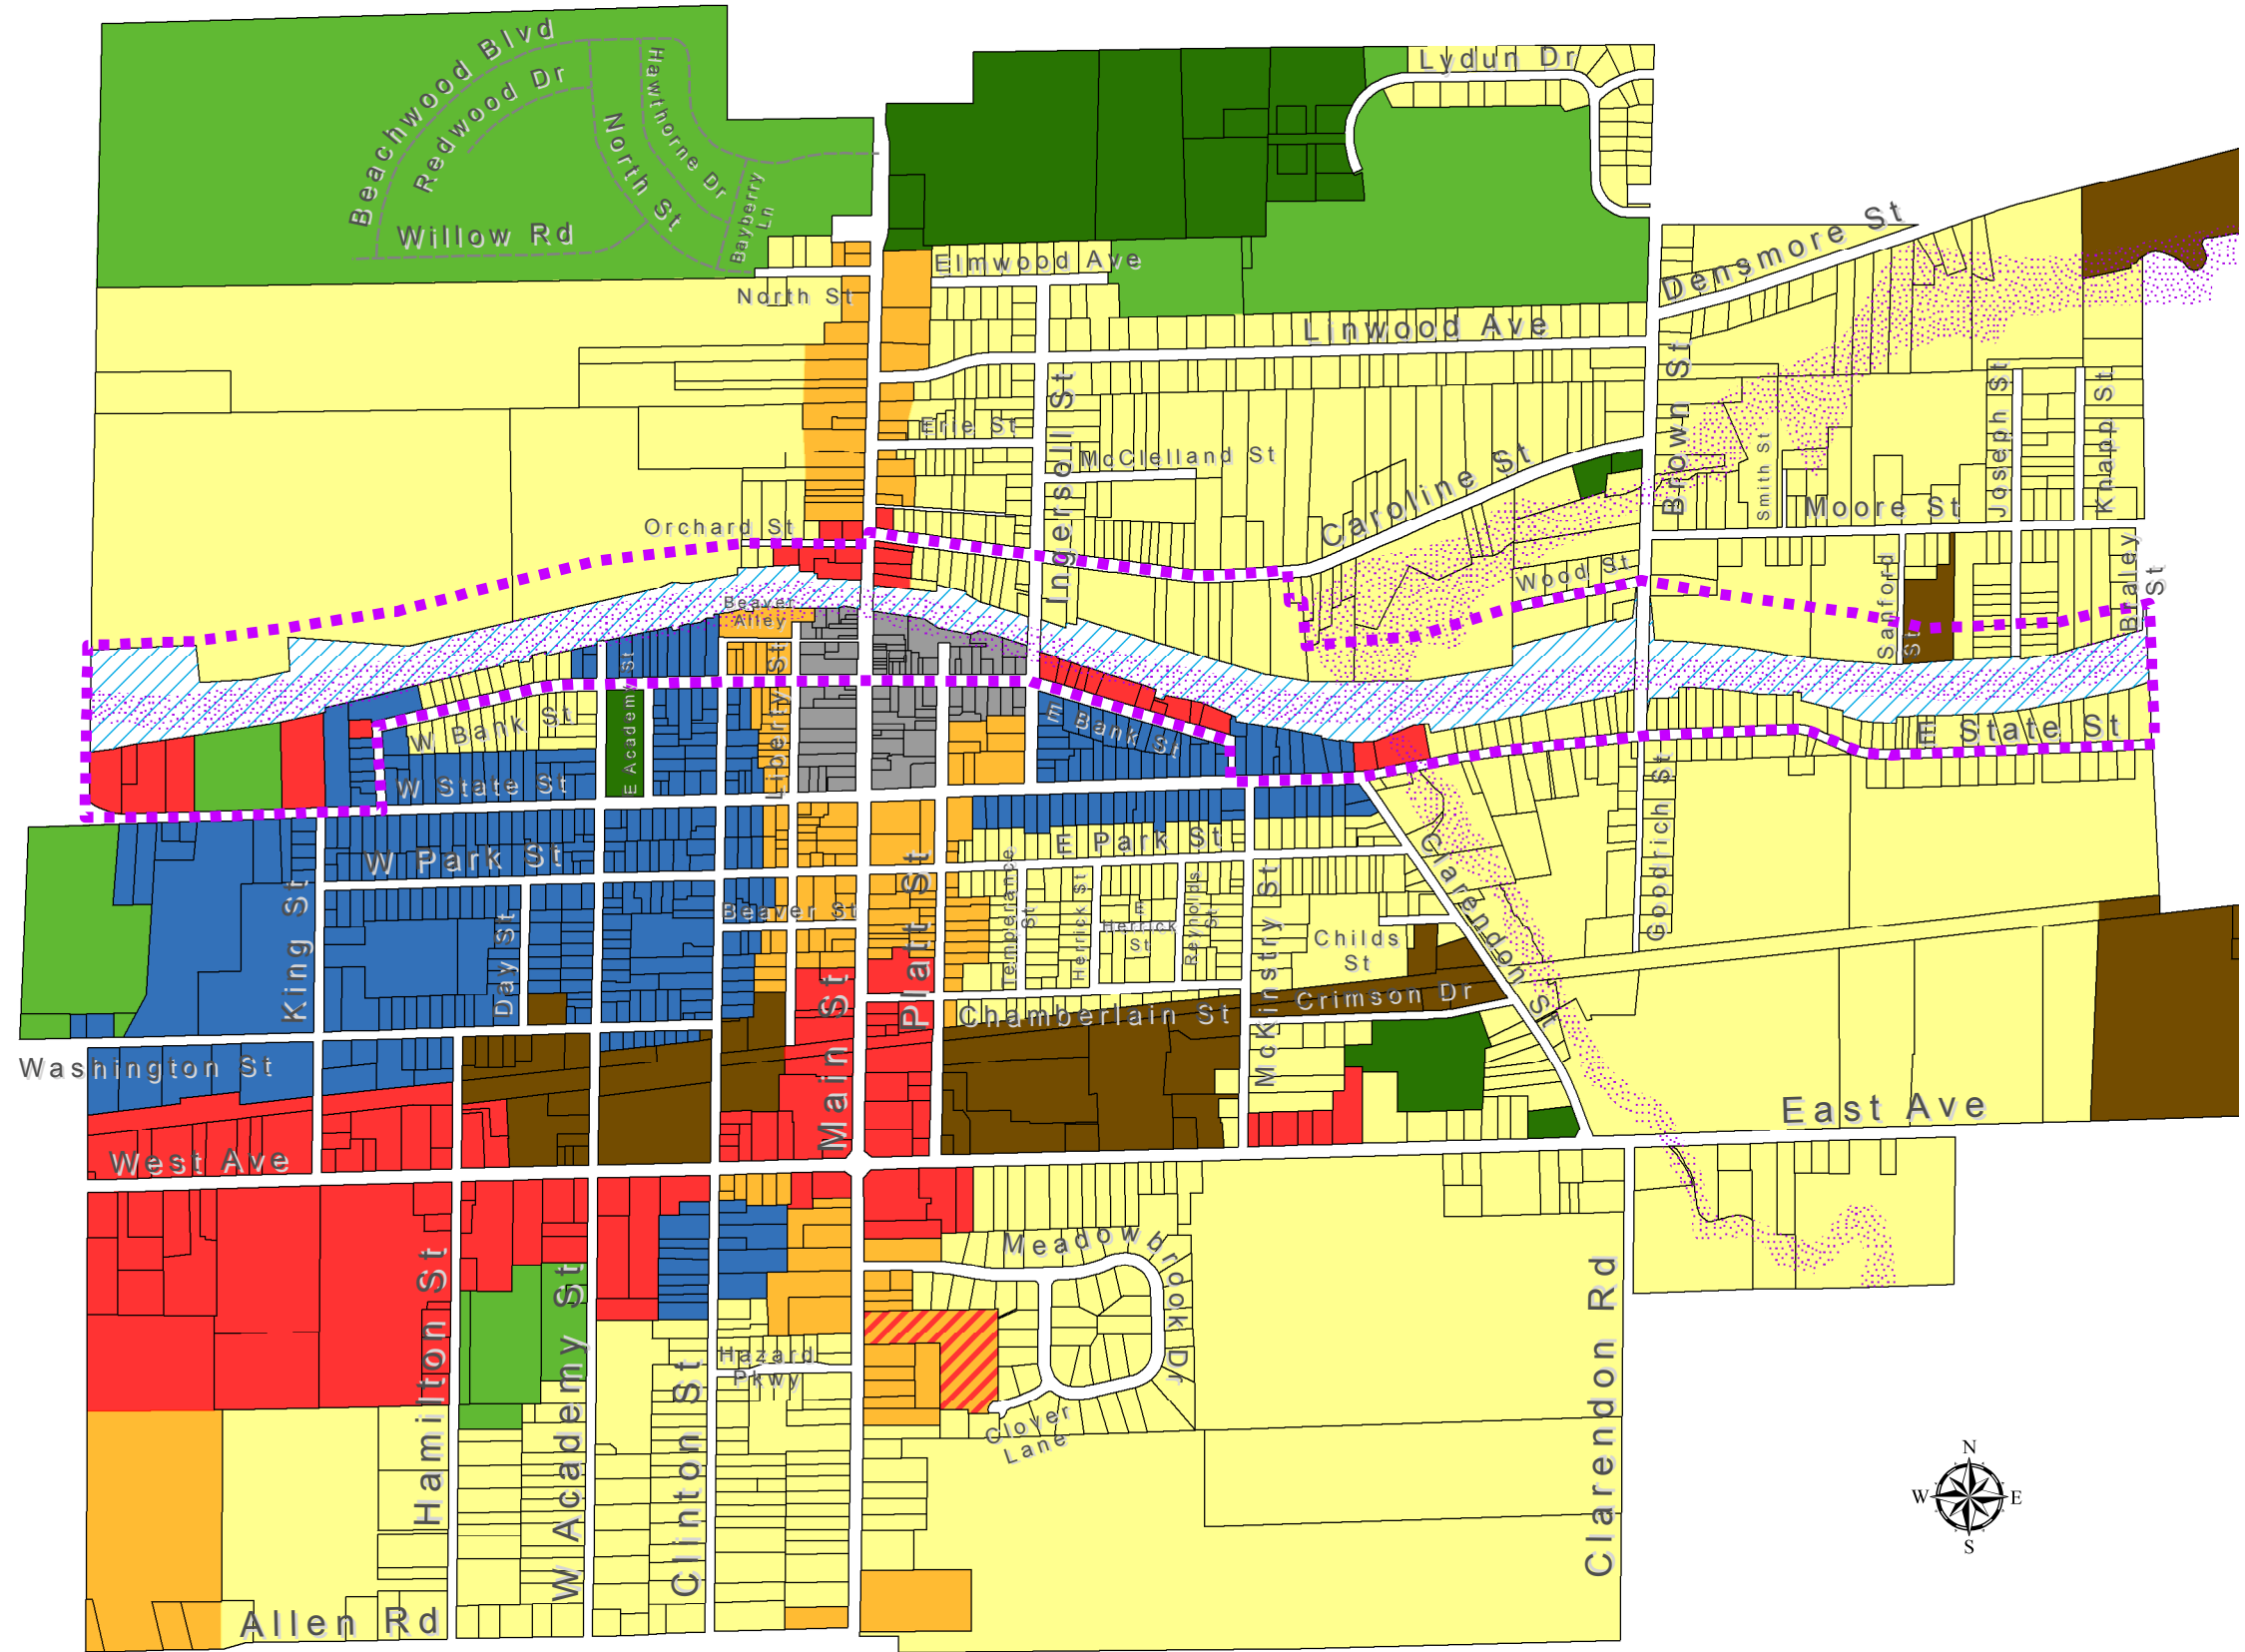 Lydun Dr
Beachwood Blvd
Redwood Dr
Hawthorne Dr
North St
Bayberry
Ln
Willow Rd
Densmore St
Elmwood Ave
North St
Linwood Ave
Brown St
Ingersoll St
Joseph St
Knapp St
Erie St
McClelland St
Smith St
Caroline St
Moore St
Orchard St
Wood St
Sanford
St
Braley
St
Beaver
Alley
Liberty St
E Academy St
W Bank St
E Bank St
E State St
W State St
Goodrich St
W Park St
E Park St
Clarendon St
King St
Day St
Beaver St
Platt St
Temperance
St
Herrick St
E
Herrick
St
Reynolds
St
McKinstry St
Childs
St
Main St
Chamberlain St
Crimson Dr
Washington St
East Ave
West Ave
Meadowbrook Dr
Hamilton St
W Academy St
Clinton St
Hazard
Pkwy
Clover
Lane
Clarendon Rd
Allen Rd
N
W
E
S